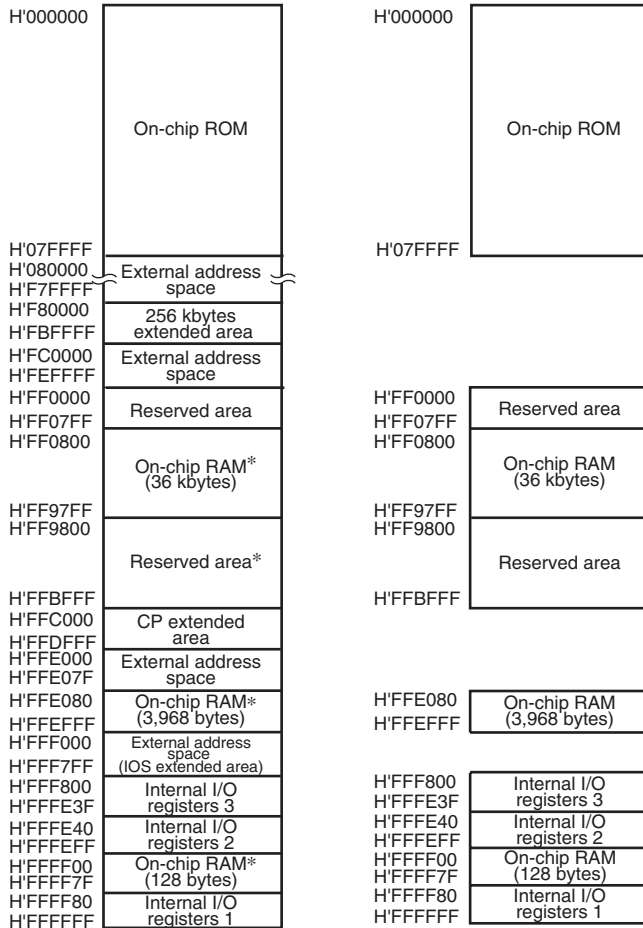 H'000000
On-chip ROM
H'07FFFF
H'080000
External address
space
H'F7FFFF
H'F80000
256 kbytes
extended area
H'FBFFFF
H'FC0000
External address
space
H'FEFFFF
H'FF0000
Reserved area
H'FF07FF
H'FF0800
On-chip RAM*
(36 kbytes)
H'FF97FF
H'FF9800
Reserved area*
H'FFBFFF
H'FFC000
CP extended
area
H'FFDFFF
H'FFE000
External address
space
H'FFE07F
H'FFE080
On-chip RAM*
(3,968 bytes)
H'FFEFFF
H'FFF000
External address
space
(IOS extended area)
H'FFF7FF
H'FFF800
Internal I/O
registers 3
H'FFFE3F
H'FFFE40
Internal I/O
registers 2
H'FFFEFF
H'FFFF00
On-chip RAM*
(128 bytes)
H'FFFF7F
H'FFFF80
Internal I/O
registers 1
H'FFFFFF
H'000000
On-chip ROM
H'07FFFF
H'FF0000
Reserved area
H'FF07FF
H'FF0800
On-chip RAM
(36 kbytes)
H'FF97FF
H'FF9800
Reserved area
H'FFBFFF
H'FFE080
On-chip RAM
(3,968 bytes)
H'FFEFFF
H'FFF800
Internal I/O
registers 3
H'FFFE3F
H'FFFE40
Internal I/O
registers 2
H'FFFEFF
H'FFFF00
On-chip RAM
(128 bytes)
H'FFFF7F
H'FFFF80
Internal I/O
registers 1
H'FFFFFF